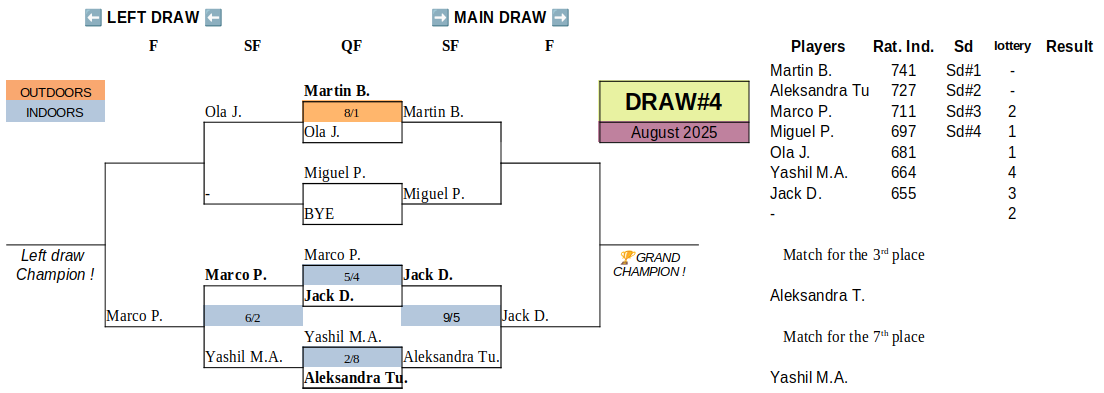 ⬅ LEFT DRAW ⬅ ➡ MAIN DRAW ➡
F SF QF SF F
Players Rat. Ind. Sd lottery Result
Martin B. 741 Sd#1 -
Aleksandra Tu 727 Sd#2 -
Marco P. 711 Sd#3 2
Miguel P. 697 Sd#4 1
Ola J. 681 1
Yashil M.A. 664 4
Jack D. 655 3
- 2
OUTDOORS
INDOORS
DRAW#4
August 2025
Martin B.
Ola J. 8/1 Martin B.
Ola J.
Miguel P.
- Miguel P.
BYE
Left draw
Champion !
🏆GRAND
CHAMPION !
Marco P.
Marco P. 5/4 Jack D.
Jack D.
Marco P. 6/2 9/5 Jack D.
Yashil M.A.
Yashil M.A. 2/8 Aleksandra Tu.
Aleksandra Tu.
Match for the 3rd place
Aleksandra T.
Match for the 7th place
Yashil M.A.